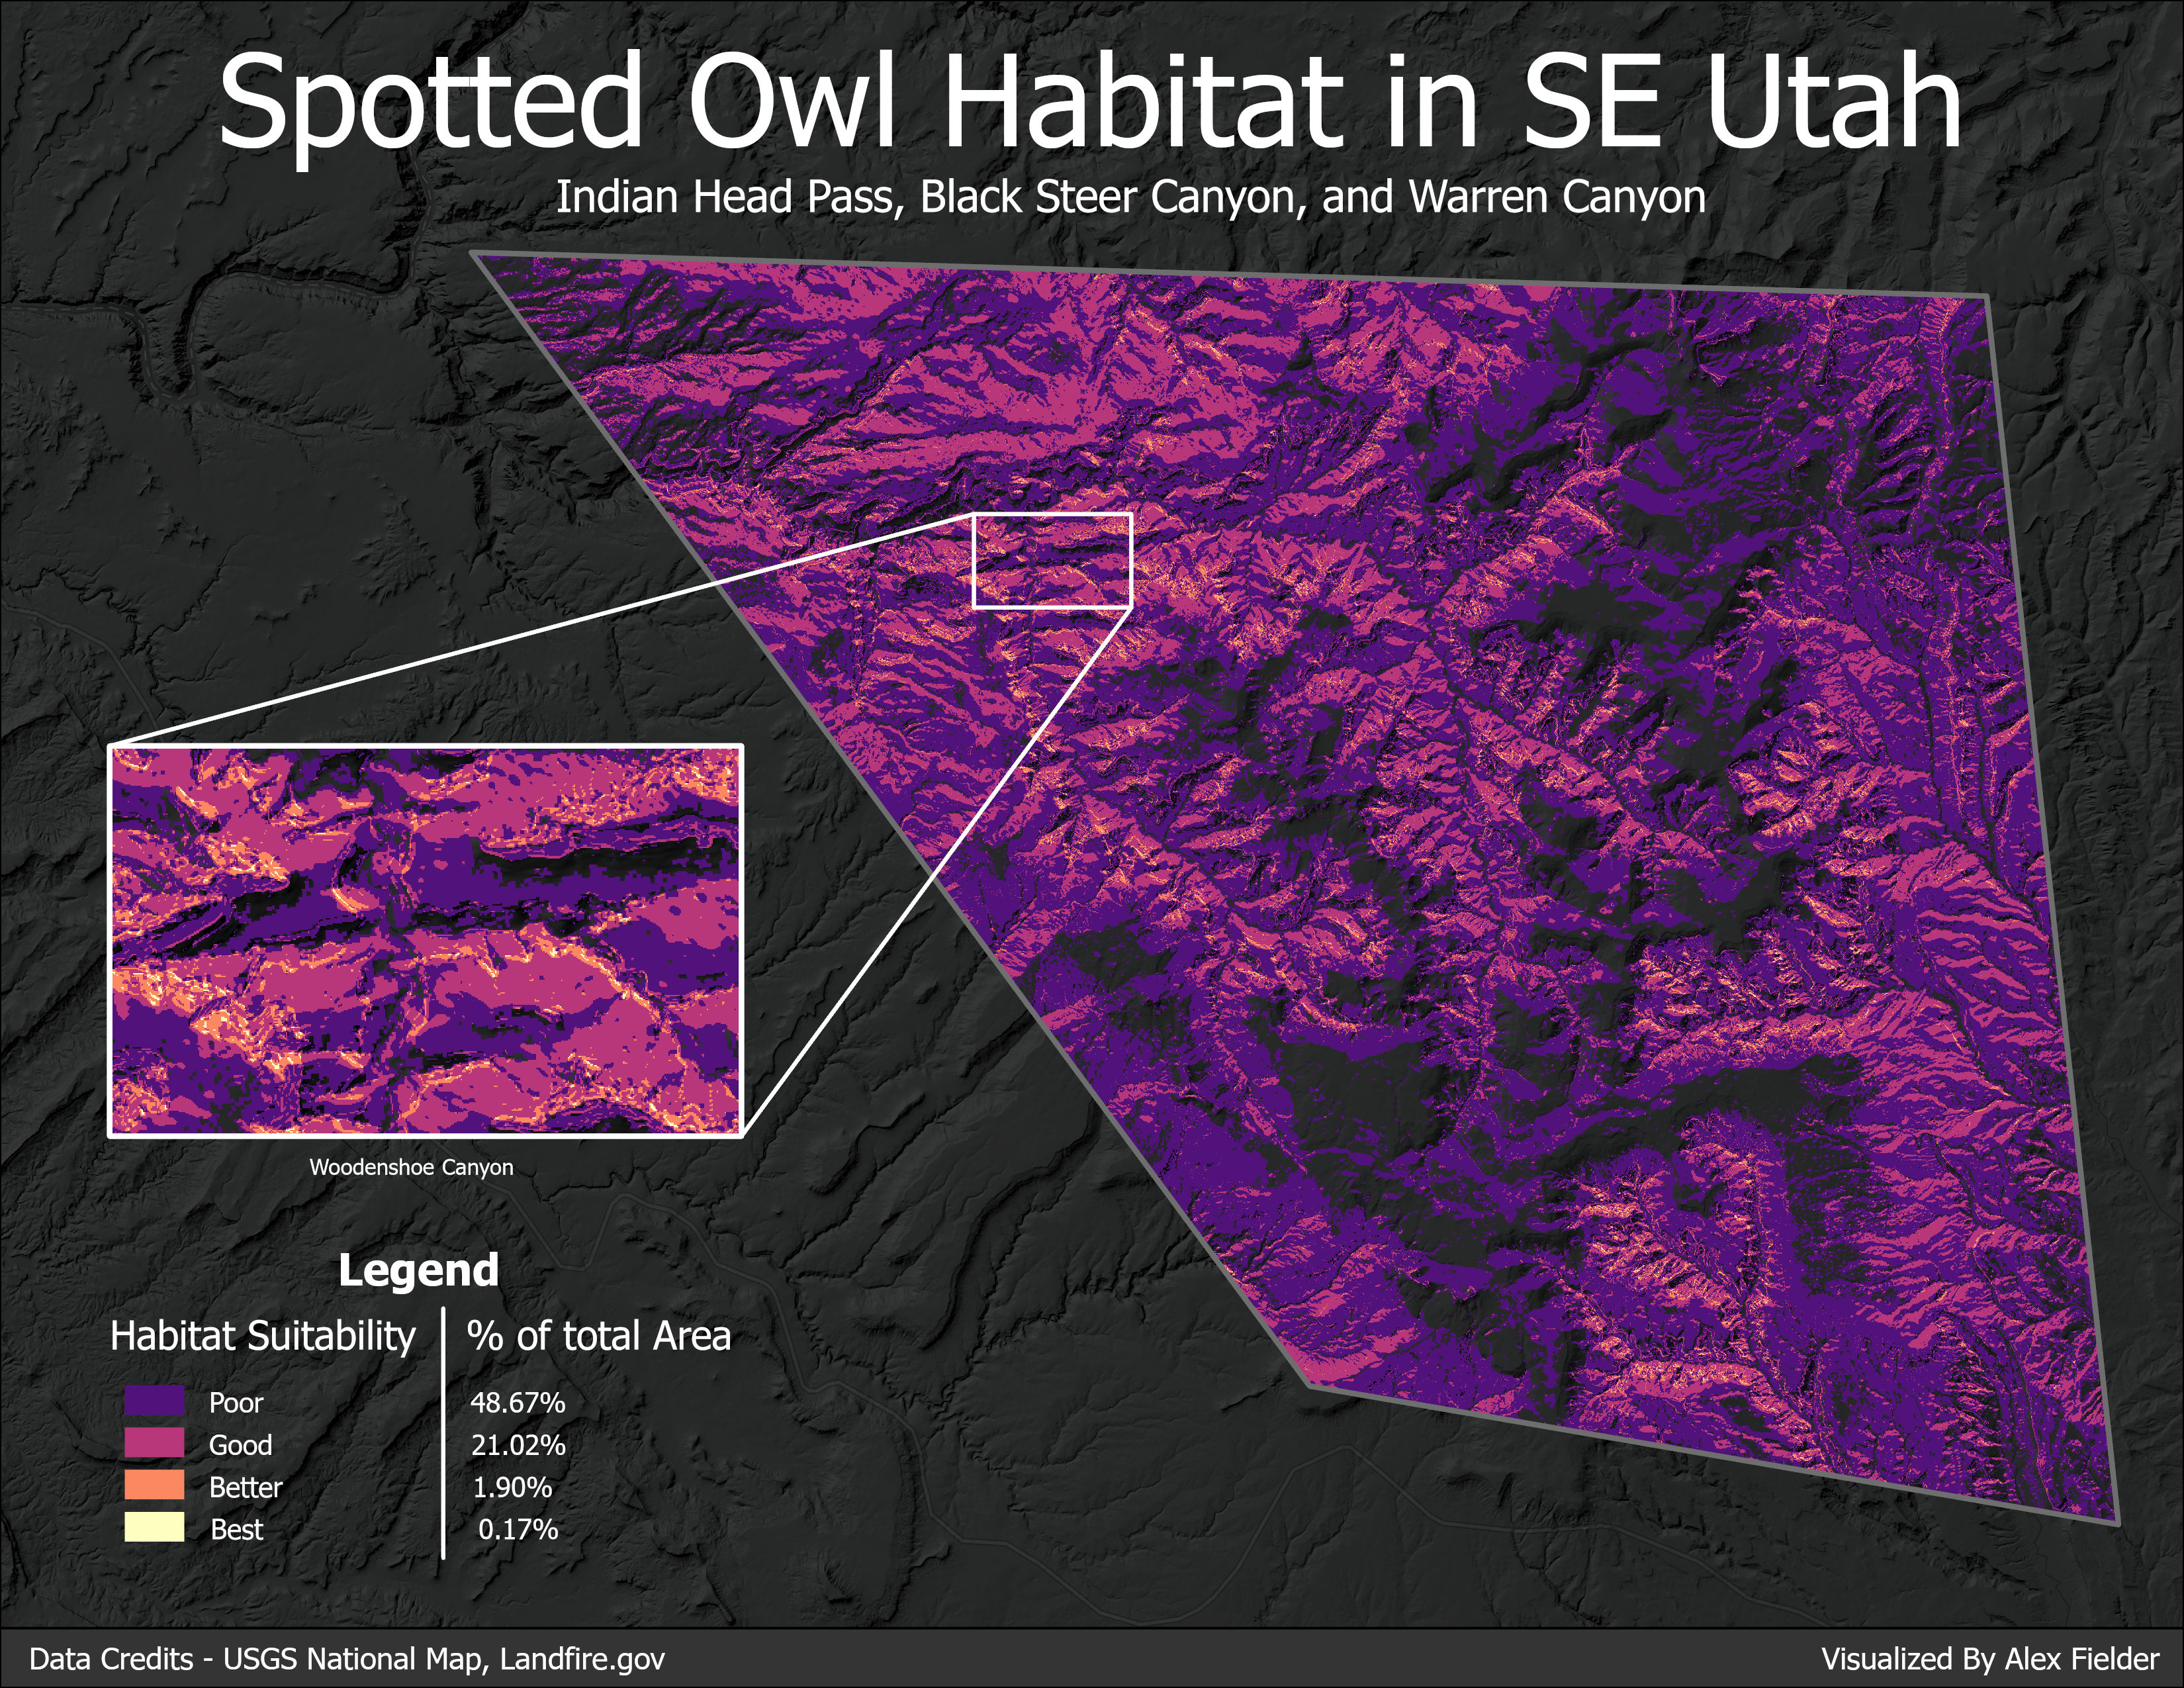 Spotted Owl Habitat in SE Utah
Indian Head Pass, Black Steer Canyon, and Warren Canyon
Woodenshoe Canyon
Legend
Habitat Suitability % of total Area
Poor 48.67%
Good 21.02%
Better 1.90%
Best 0.17%
Data Credits - USGS National Map, Landfire.gov
Visualized By Alex Fielder